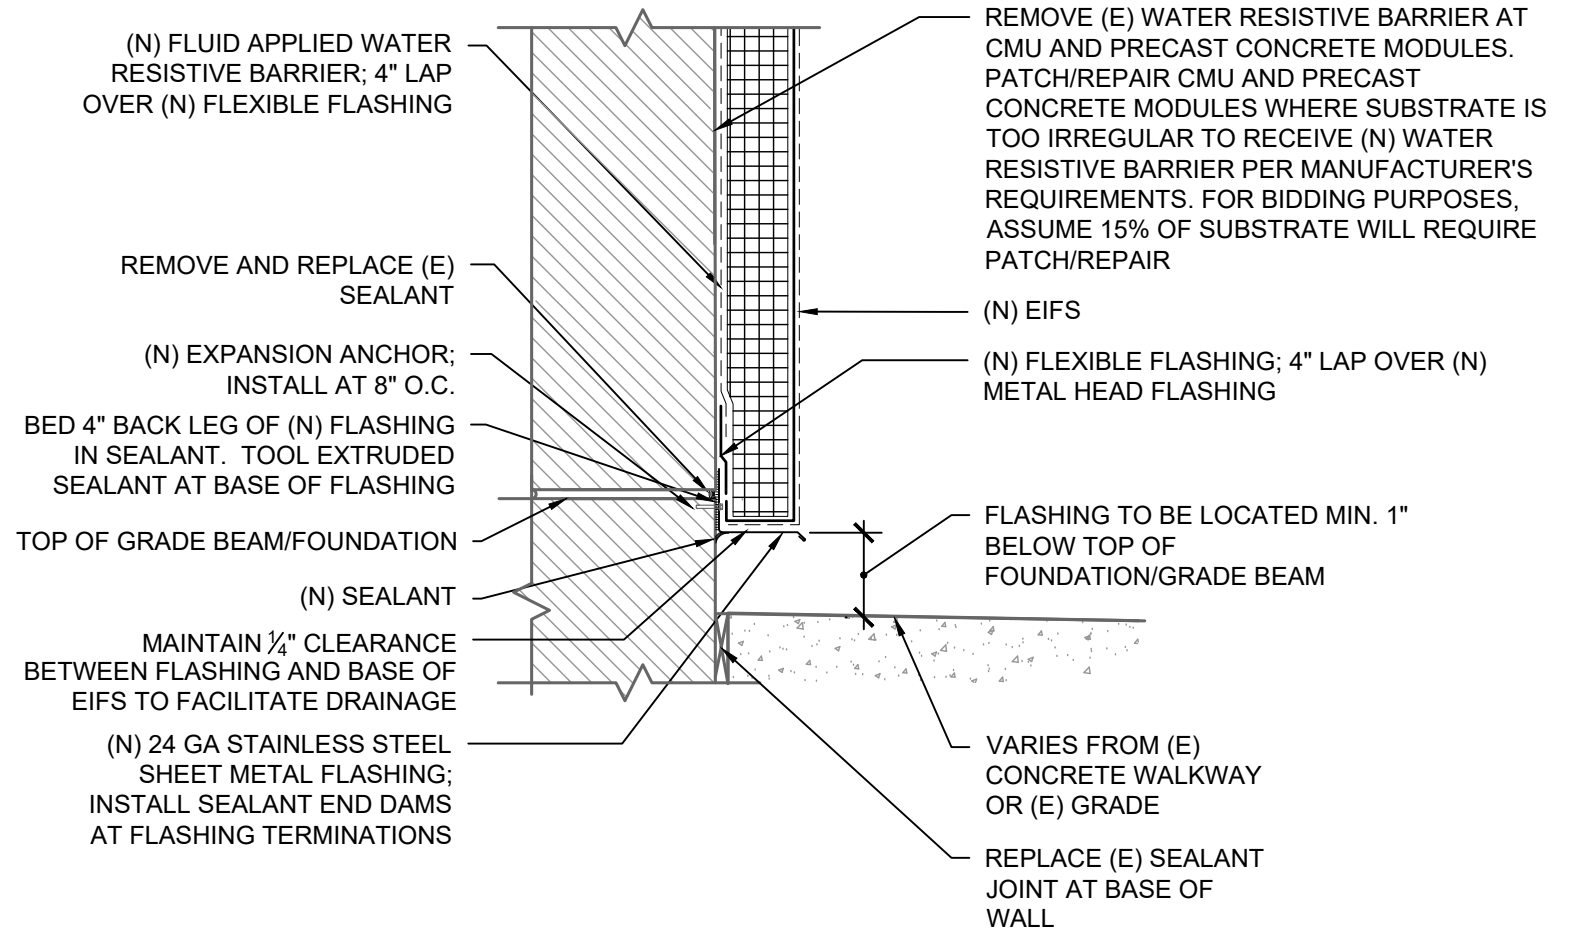 (N) FLUID APPLIED WATER
RESISTIVE BARRIER; 4" LAP
OVER (N) FLEXIBLE FLASHING
REMOVE AND REPLACE (E)
SEALANT
(N) EXPANSION ANCHOR;
INSTALL AT 8" O.C.
BED 4" BACK LEG OF (N) FLASHING
IN SEALANT.  TOOL EXTRUDED
SEALANT AT BASE OF FLASHING
TOP OF GRADE BEAM/FOUNDATION
(N) SEALANT
MAINTAIN ¼" CLEARANCE
BETWEEN FLASHING AND BASE OF
EIFS TO FACILITATE DRAINAGE
(N) 24 GA STAINLESS STEEL
SHEET METAL FLASHING;
INSTALL SEALANT END DAMS
AT FLASHING TERMINATIONS
REMOVE (E) WATER RESISTIVE BARRIER AT
CMU AND PRECAST CONCRETE MODULES.
PATCH/REPAIR CMU AND PRECAST
CONCRETE MODULES WHERE SUBSTRATE IS
TOO IRREGULAR TO RECEIVE (N) WATER
RESISTIVE BARRIER PER MANUFACTURER'S
REQUIREMENTS. FOR BIDDING PURPOSES,
ASSUME 15% OF SUBSTRATE WILL REQUIRE
PATCH/REPAIR
(N) EIFS
(N) FLEXIBLE FLASHING; 4" LAP OVER (N)
METAL HEAD FLASHING
FLASHING TO BE LOCATED MIN. 1"
BELOW TOP OF
FOUNDATION/GRADE BEAM
VARIES FROM (E)
CONCRETE WALKWAY
OR (E) GRADE
REPLACE (E) SEALANT
JOINT AT BASE OF
WALL